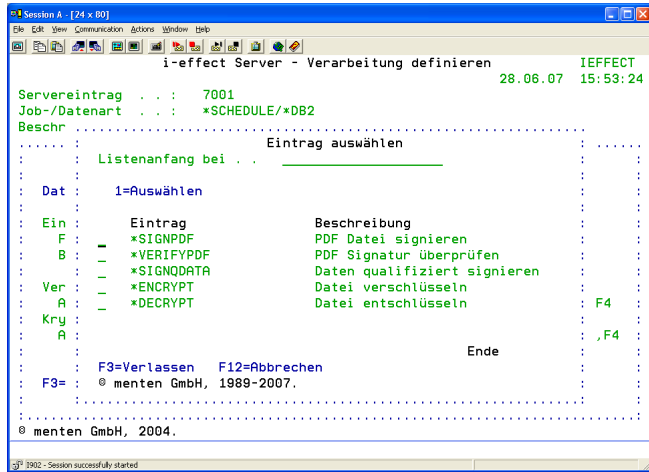 Session A - [24 x 80]
File Edit View Communication Actions Window Help
i-effect Server - Verarbeitung definieren IEFFECT
28.06.07 15:53:24
Servereintrag . . : 7001
Job-/Datenart . . : *SCHEDULE/*DB2
Beschr ..............................................................
...... : Eintrag auswählen : ......
: : Listenanfang bei . . ____________________ : :
: : : :
: Dat : 1=Auswählen : :
: : : :
: Ein : Eintrag Beschreibung : :
: F : _ *SIGNPDF PDF Datei signieren : :
: B : _ *VERIFYPDF PDF Signatur überprüfen : :
: : _ *SIGNQDATA Daten qualifiziert signieren : :
: Ver : _ *ENCRYPT Datei verschlüsseln : :
: A : _ *DECRYPT Datei entschlüsseln : F4 :
: Kry : : :
: A : : ,F4 :
: : Ende : :
: : F3=Verlassen F12=Abbrechen : :
: F3= : © menten GmbH, 1989-2007. : :
: :.............................................................: :
:.............................................................................:
© menten GmbH, 2004.
I902 - Session successfully started